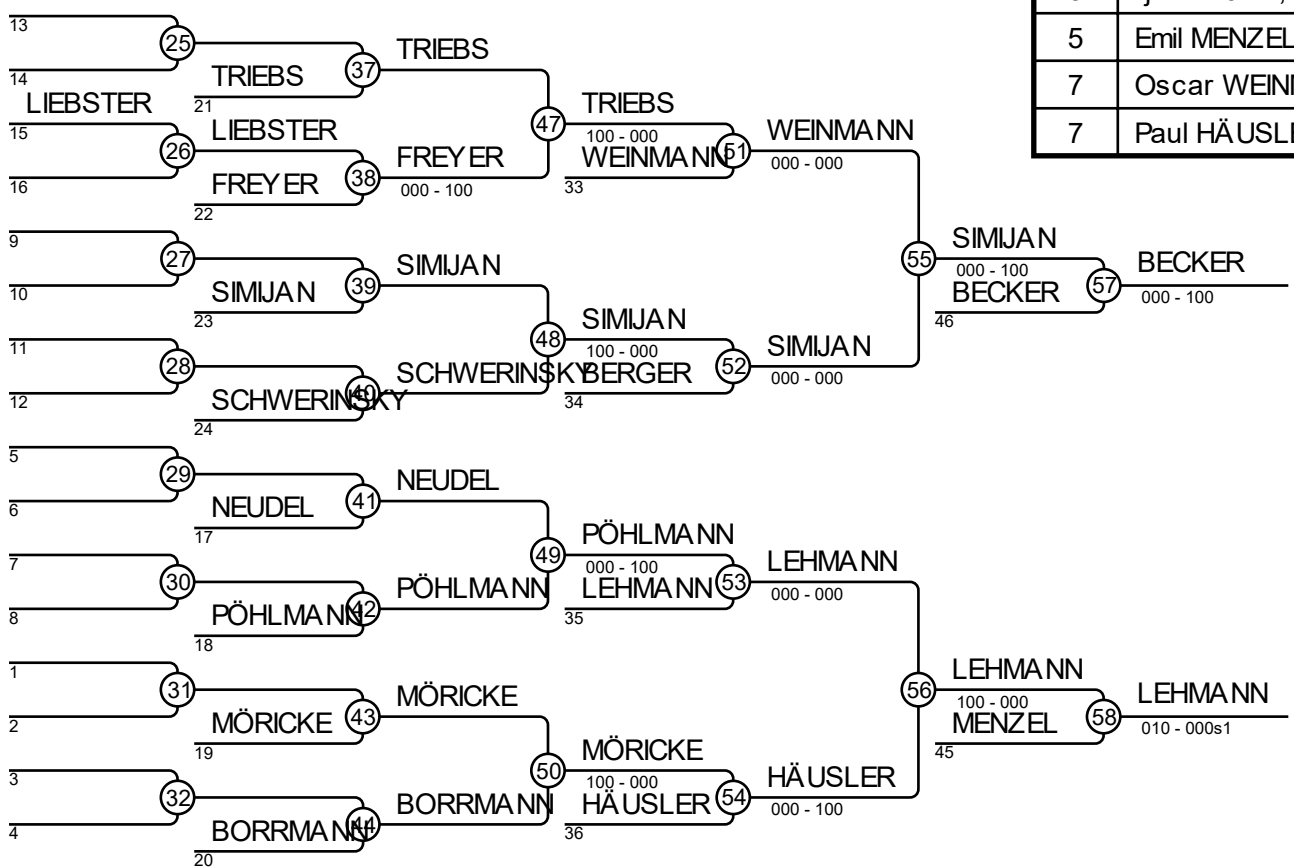 5 Emil MENZEL
7 Oscar
7 Paul
13
25
14
TRIEBS
21
37
TRIEBS
LIEBSTER
15
26
16
LIEBSTER
FREYER
22
38
FREYER
000 - 100
47
TRIEBS
100 - 000
WEINMANN
33
51
WEINMANN
000 - 000
9
27
10
SIMIJAN
23
39
SIMIJAN
11
28
12
SCHWERINSKY
24
40
SCHWERINSKY
48
SIMIJAN
100 - 000
BERGER
34
52
SIMIJAN
000 - 000
55
SIMIJAN
000 - 100
BECKER
46
57
BECKER
000 - 100
5
29
6
NEUDEL
17
41
NEUDEL
7
30
8
PÖHLMANN
18
42
PÖHLMANN
49
PÖHLMANN
000 - 100
LEHMANN
35
53
LEHMANN
000 - 000
1
31
2
MÖRICKE
19
43
MÖRICKE
3
32
4
BORRMANN
20
44
BORRMANN
50
MÖRICKE
100 - 000
HÄUSLER
36
54
HÄUSLER
000 - 100
56
LEHMANN
100 - 000
MENZEL
45
58
LEHMANN
010 - 000s1